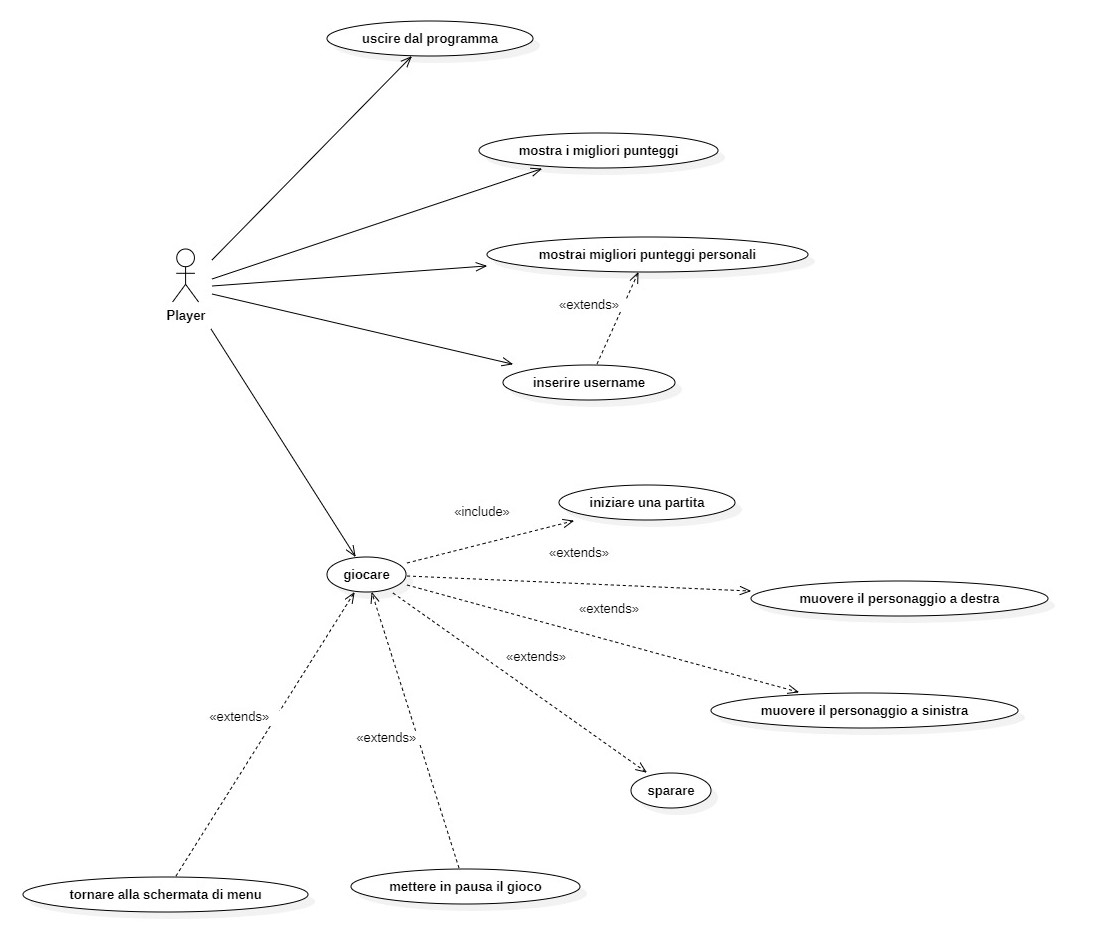 uscire dal programma
mostra i migliori punteggi
mostrai migliori punteggi personali
«extends»
Player
inserire username
iniziare una partita
«include»
«extends»
giocare
muovere il personaggio a destra
«extends»
«extends»
muovere il personaggio a sinistra
«extends»
«extends»
sparare
tornare alla schermata di menu
mettere in pausa il gioco